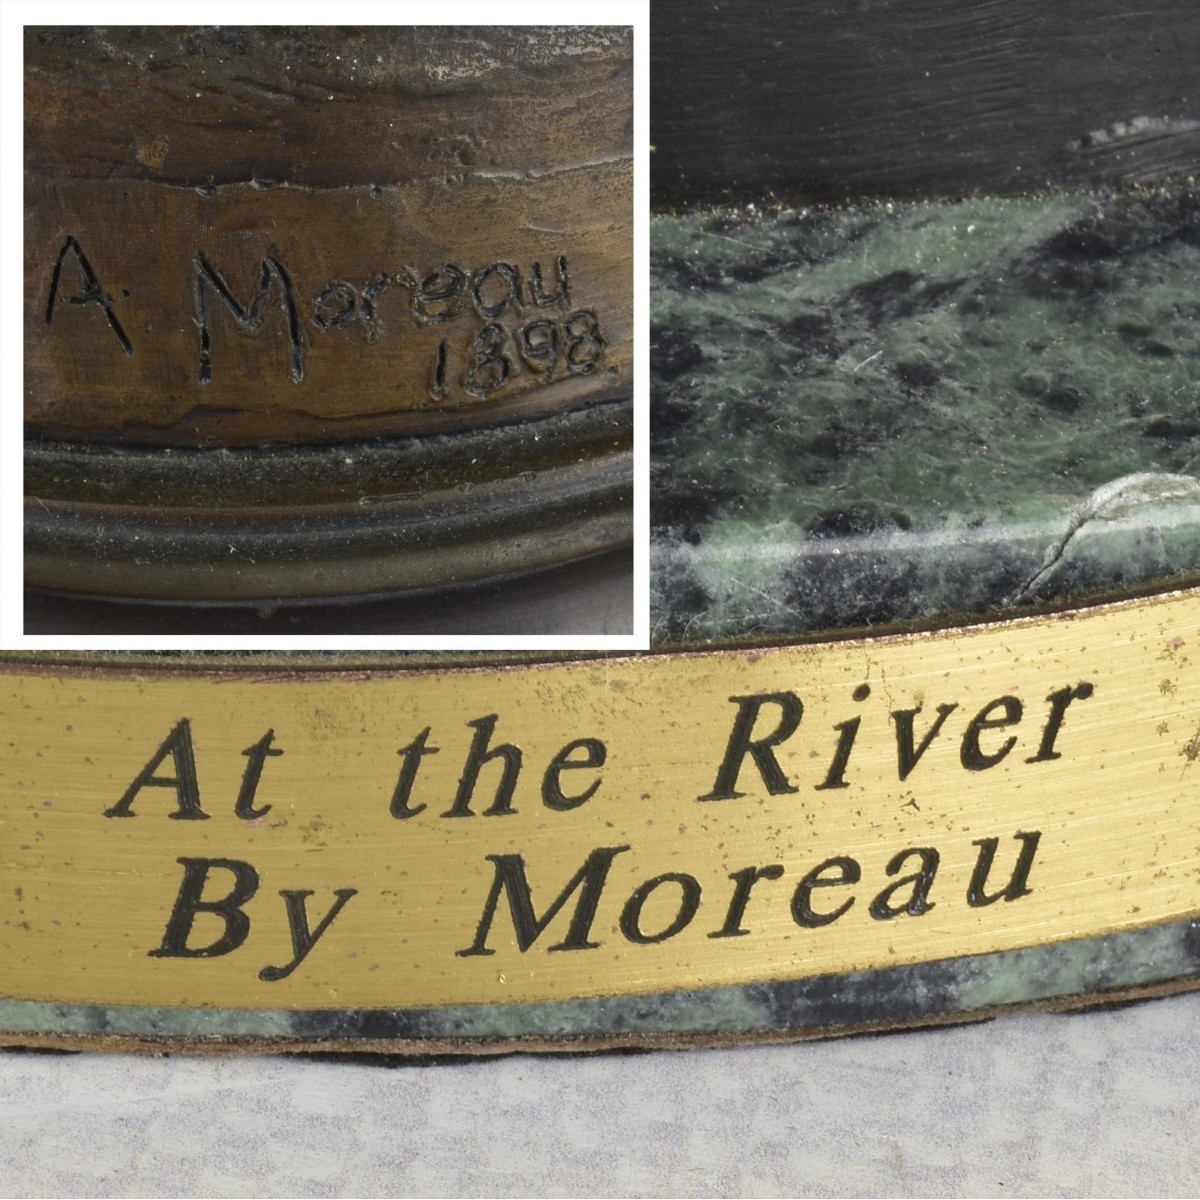 A. Moreau
1898
At the River
By Moreau